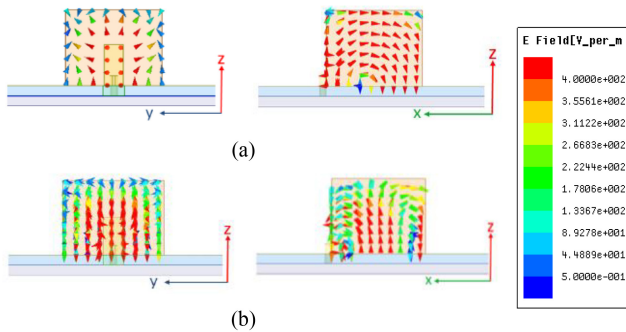 z
y
z
x
(a)
z
y
z
x
(b)
E Field[Y_per_m
4.0000e+002
3.5561e+002
3.1122e+002
2.6683e+002
2.2244e+002
1.7806e+002
1.3367e+002
8.9278e+001
4.4889e+001
5.0000e-001